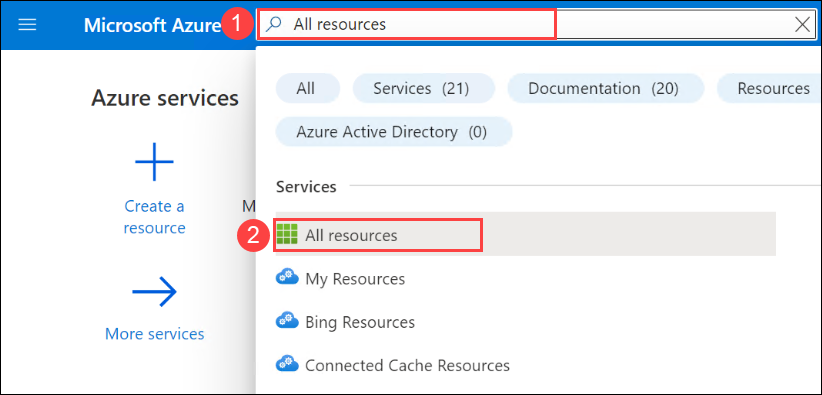 Microsoft Azure
1
All resources
Azure services
Create a
resource
M
More services
All
Services (21)
Documentation (20)
Resources
Azure Active Directory (0)
Services
2
All resources
My Resources
Bing Resources
Connected Cache Resources